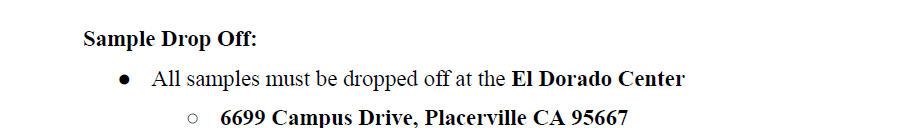 Sample Drop Off:
● All samples must be dropped off at the El Dorado Center
○ 6699 Campus Drive, Placerville CA 95667